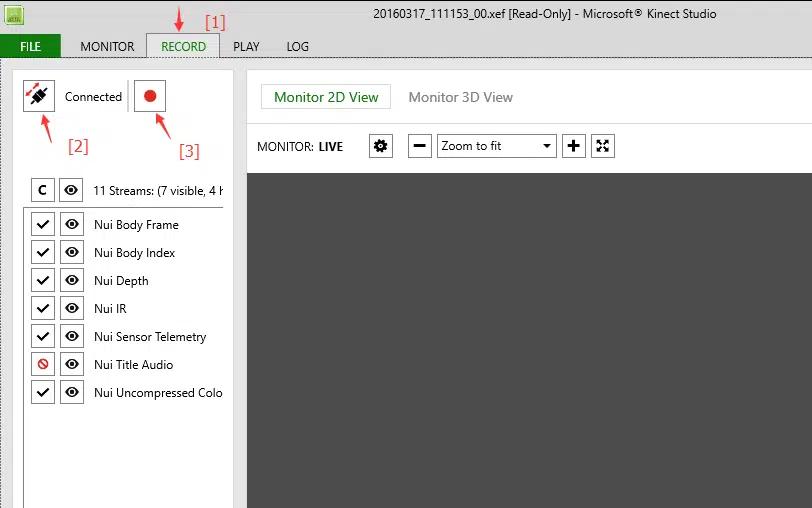 20160317_111153_00.xef [Read-Only] - Microsoft® Kinect Studio
[1]
FILE MONITOR RECORD PLAY LOG
Connected
[2]
[3]
Monitor 2D View Monitor 3D View
MONITOR: LIVE Zoom to fit
C 11 Streams: (7 visible, 4 h
Nui Body Frame
Nui Body Index
Nui Depth
Nui IR
Nui Sensor Telemetry
Nui Title Audio
Nui Uncompressed Colo